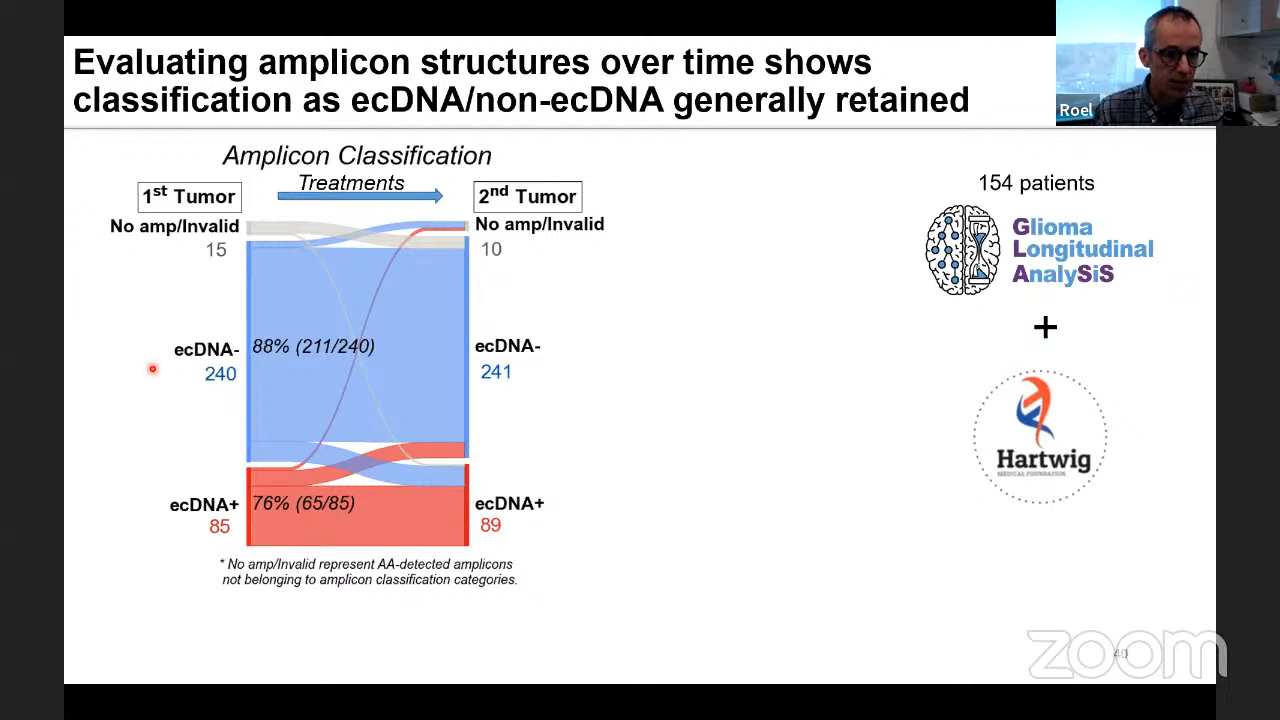 Evaluating amplicon structures over time shows
classification as ecDNA/non-ecDNA generally retained
Roel
Amplicon Classification
Treatments
1st Tumor
2nd Tumor
No amp/Invalid
15
No amp/Invalid
10
ecDNA-
240
88% (211/240)
ecDNA-
241
ecDNA+
85
76% (65/85)
ecDNA+
89
* No amp/Invalid represent AA-detected amplicons
not belonging to amplicon classification categories.
154 patients
Glioma
Longitudinal
AnalySiS
+
Hartwig
MEDICAL FOUNDATION
zoom
40